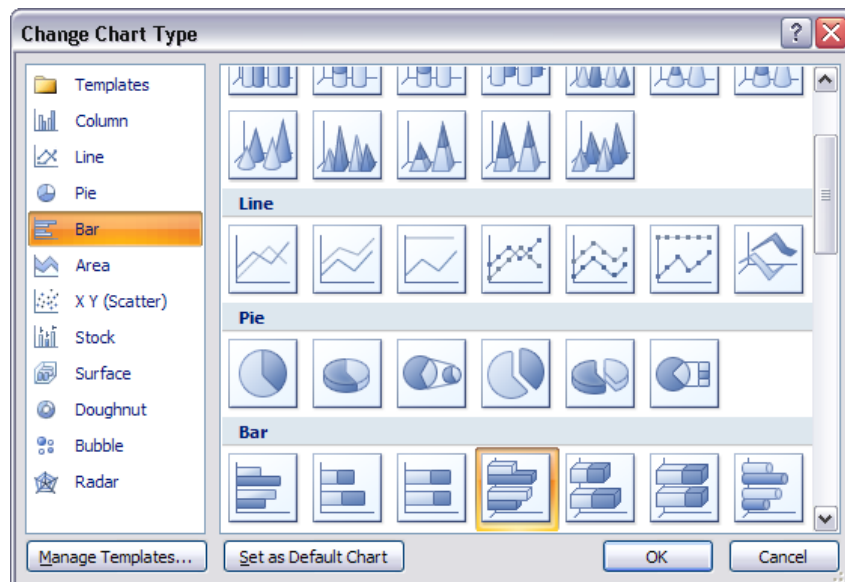 Change Chart Type
Templates
Column
Line
Pie
Bar
Area
X Y (Scatter)
Stock
Surface
Doughnut
Bubble
Radar
Line
Pie
Bar
Manage Templates...
Set as Default Chart
OK
Cancel